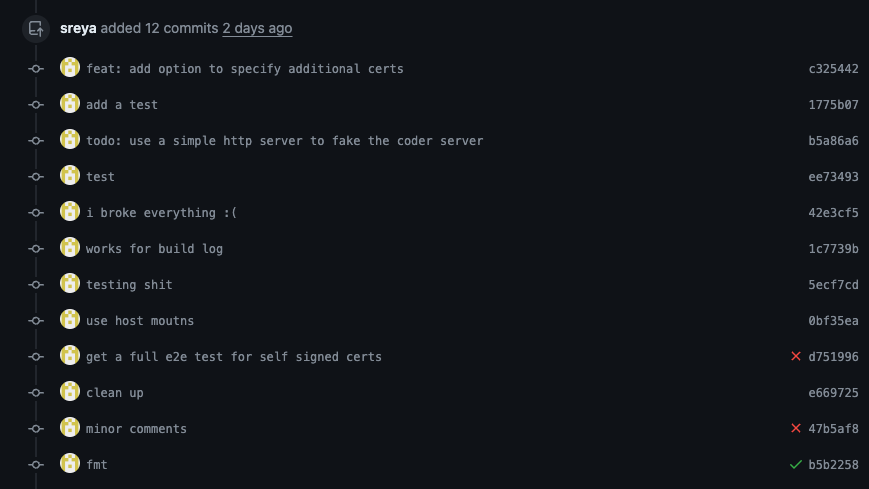 sreya added 12 commits 2 days ago
feat: add option to specify additional certs c325442
add a test 1775b07
todo: use a simple http server to fake the coder server b5a86a6
test ee73493
i broke everything :( 42e3cf5
works for build log 1c7739b
testing shit 5ecf7cd
use host moutns 0bf35ea
get a full e2e test for self signed certs d751996
clean up e669725
minor comments 47b5af8
fmt b5b2258